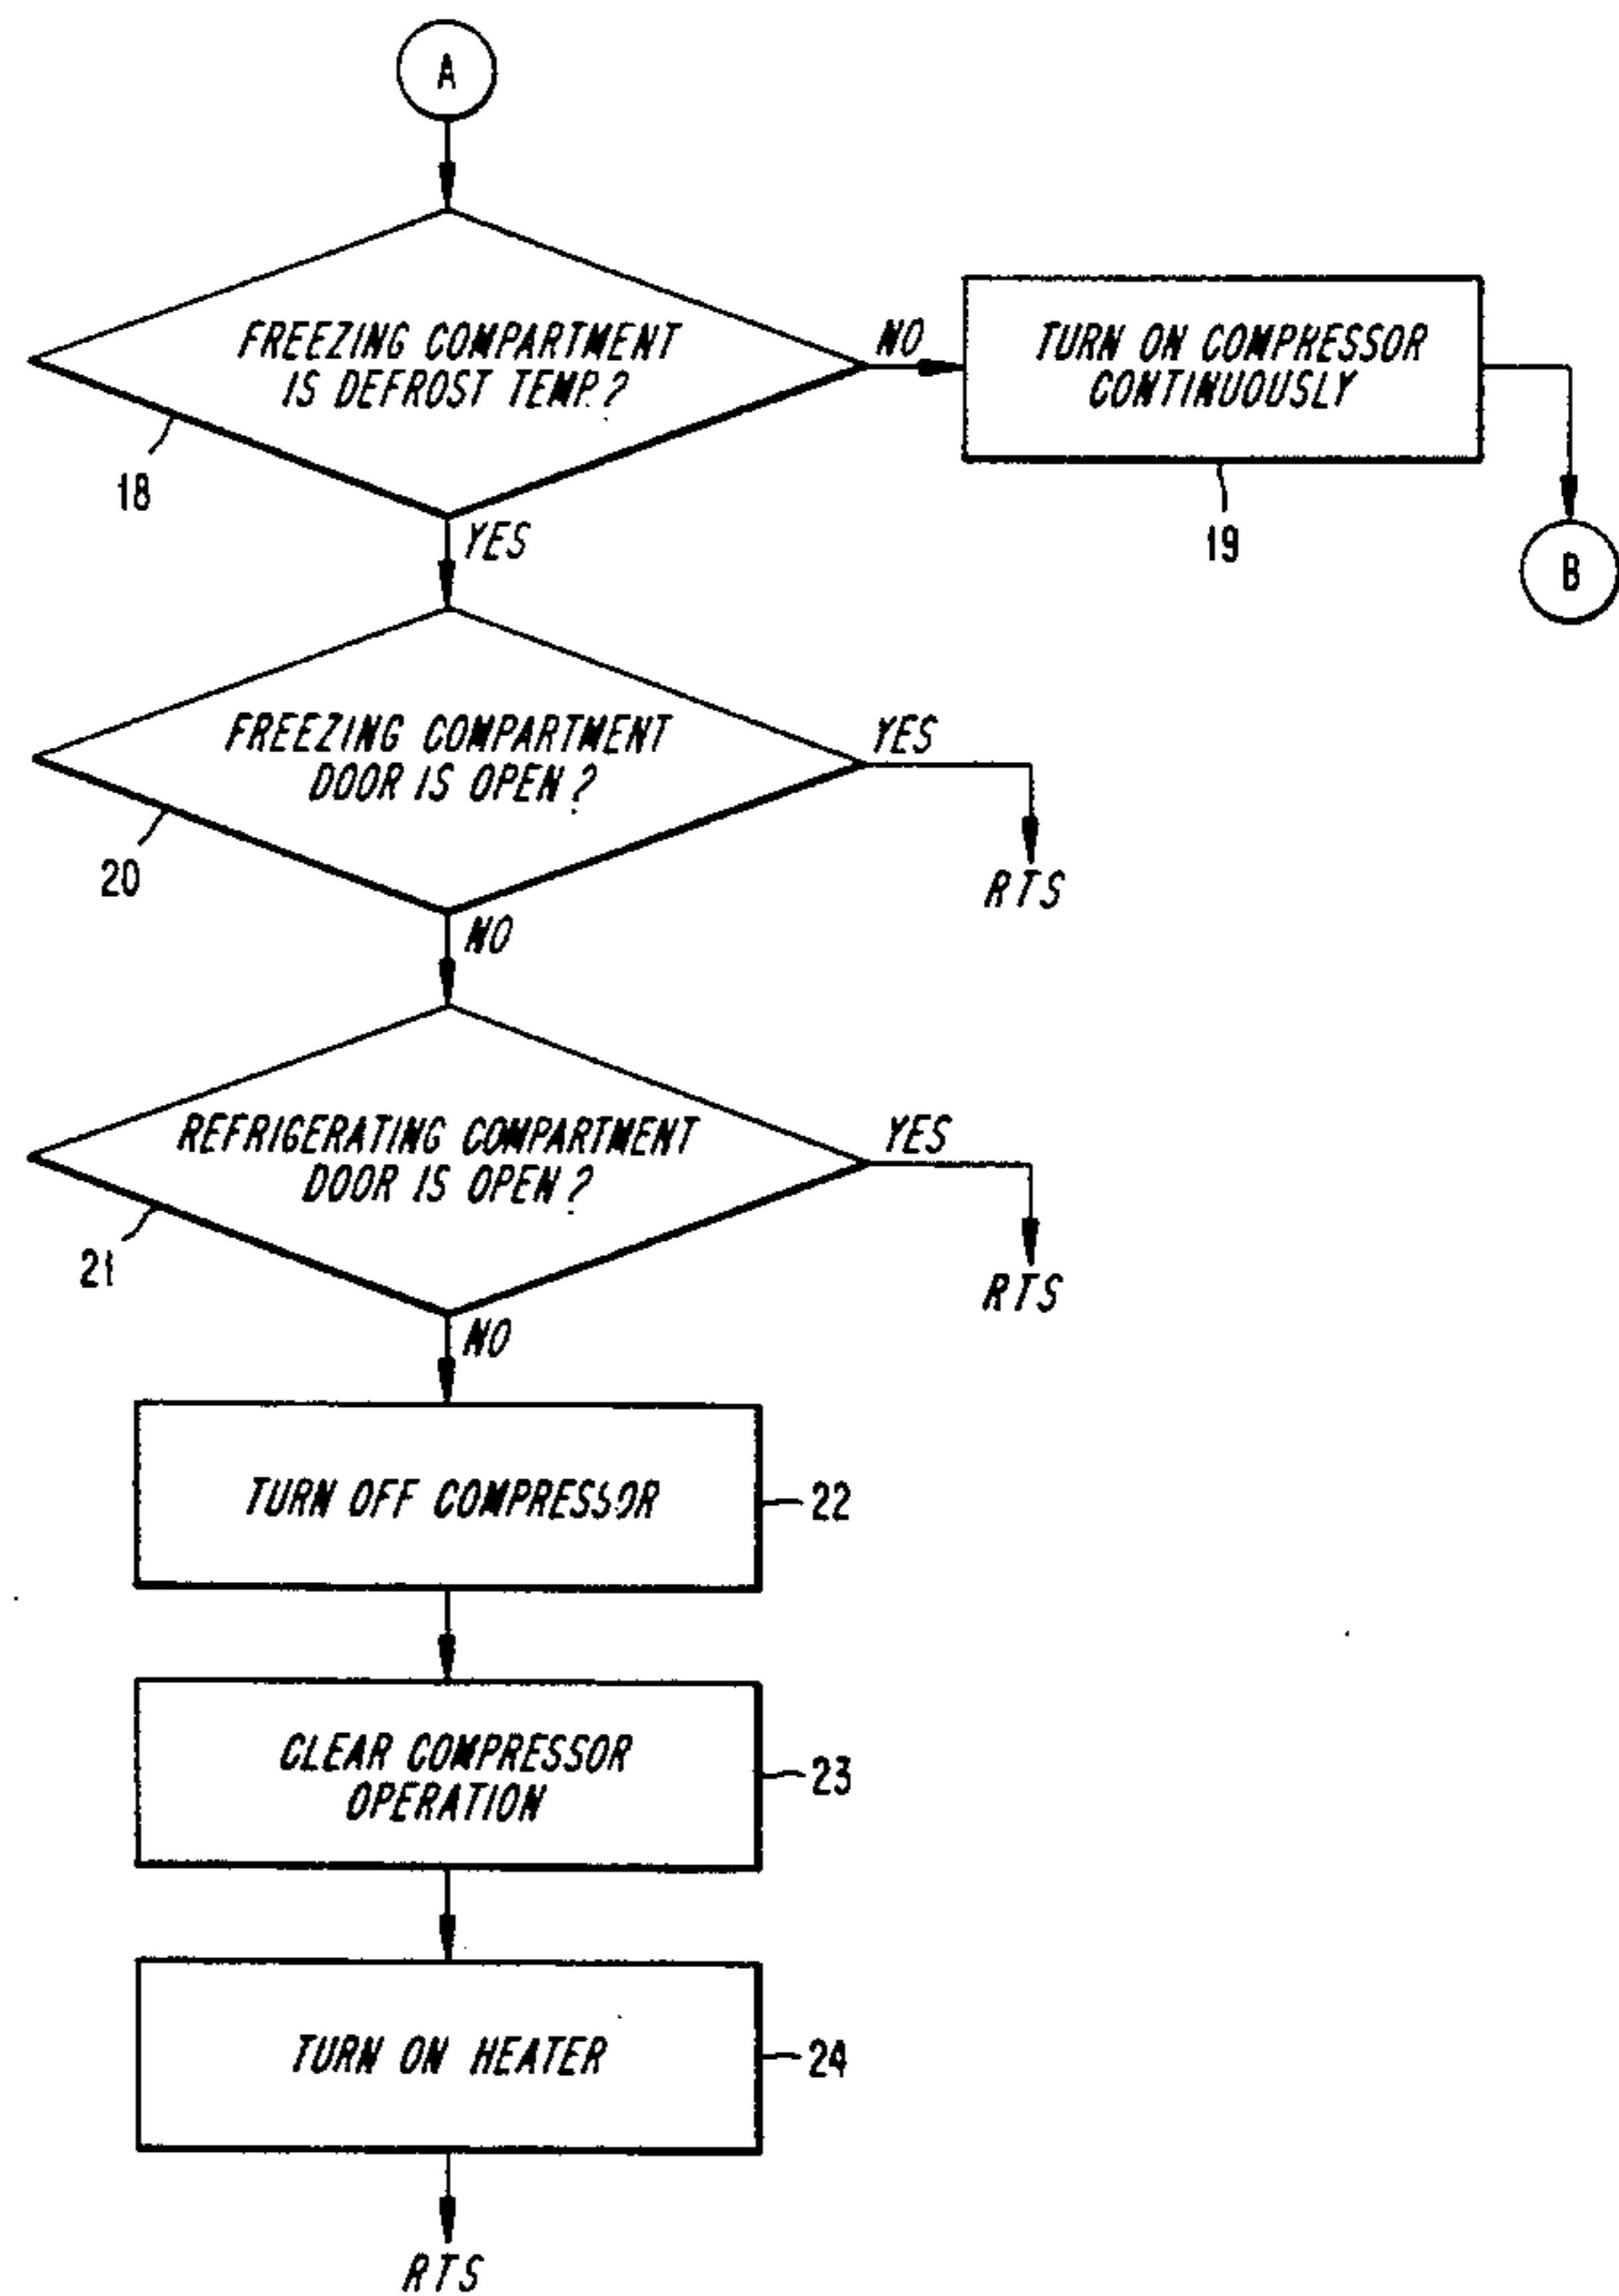 A
FREEZING COMPARTMENT
IS DEFROST TEMP.?
NO
TURN ON COMPRESSOR
CONTINUOUSLY
18
19
B
YES
FREEZING COMPARTMENT
DOOR IS OPEN?
YES
20
RTS
NO
REFRIGERATING COMPARTMENT
DOOR IS OPEN?
YES
21
RTS
NO
TURN OFF COMPRESSOR
22
CLEAR COMPRESSOR
OPERATION
23
TURN ON HEATER
24
RTS